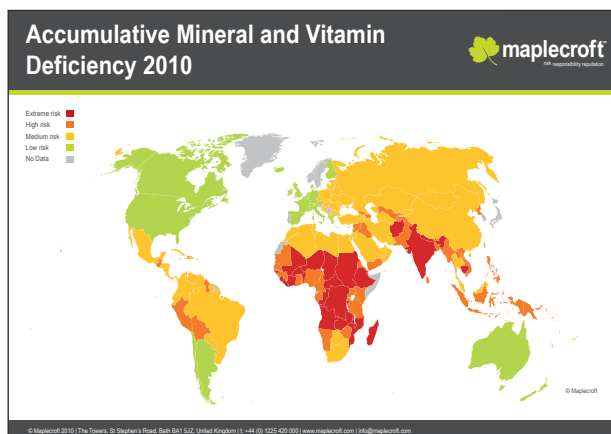 Accumulative Mineral and Vitamin
Deficiency 2010
maplecroft™
risk responsibility reputation
Extreme risk
High risk
Medium risk
Low risk
No Data
© Maplecroft
© Maplecroft 2010 | The Towers, St Stephen's Road, Bath BA1 5JZ, United Kingdom | t: +44 (0) 1225 420 000 | www.maplecroft.com | info@maplecroft.com